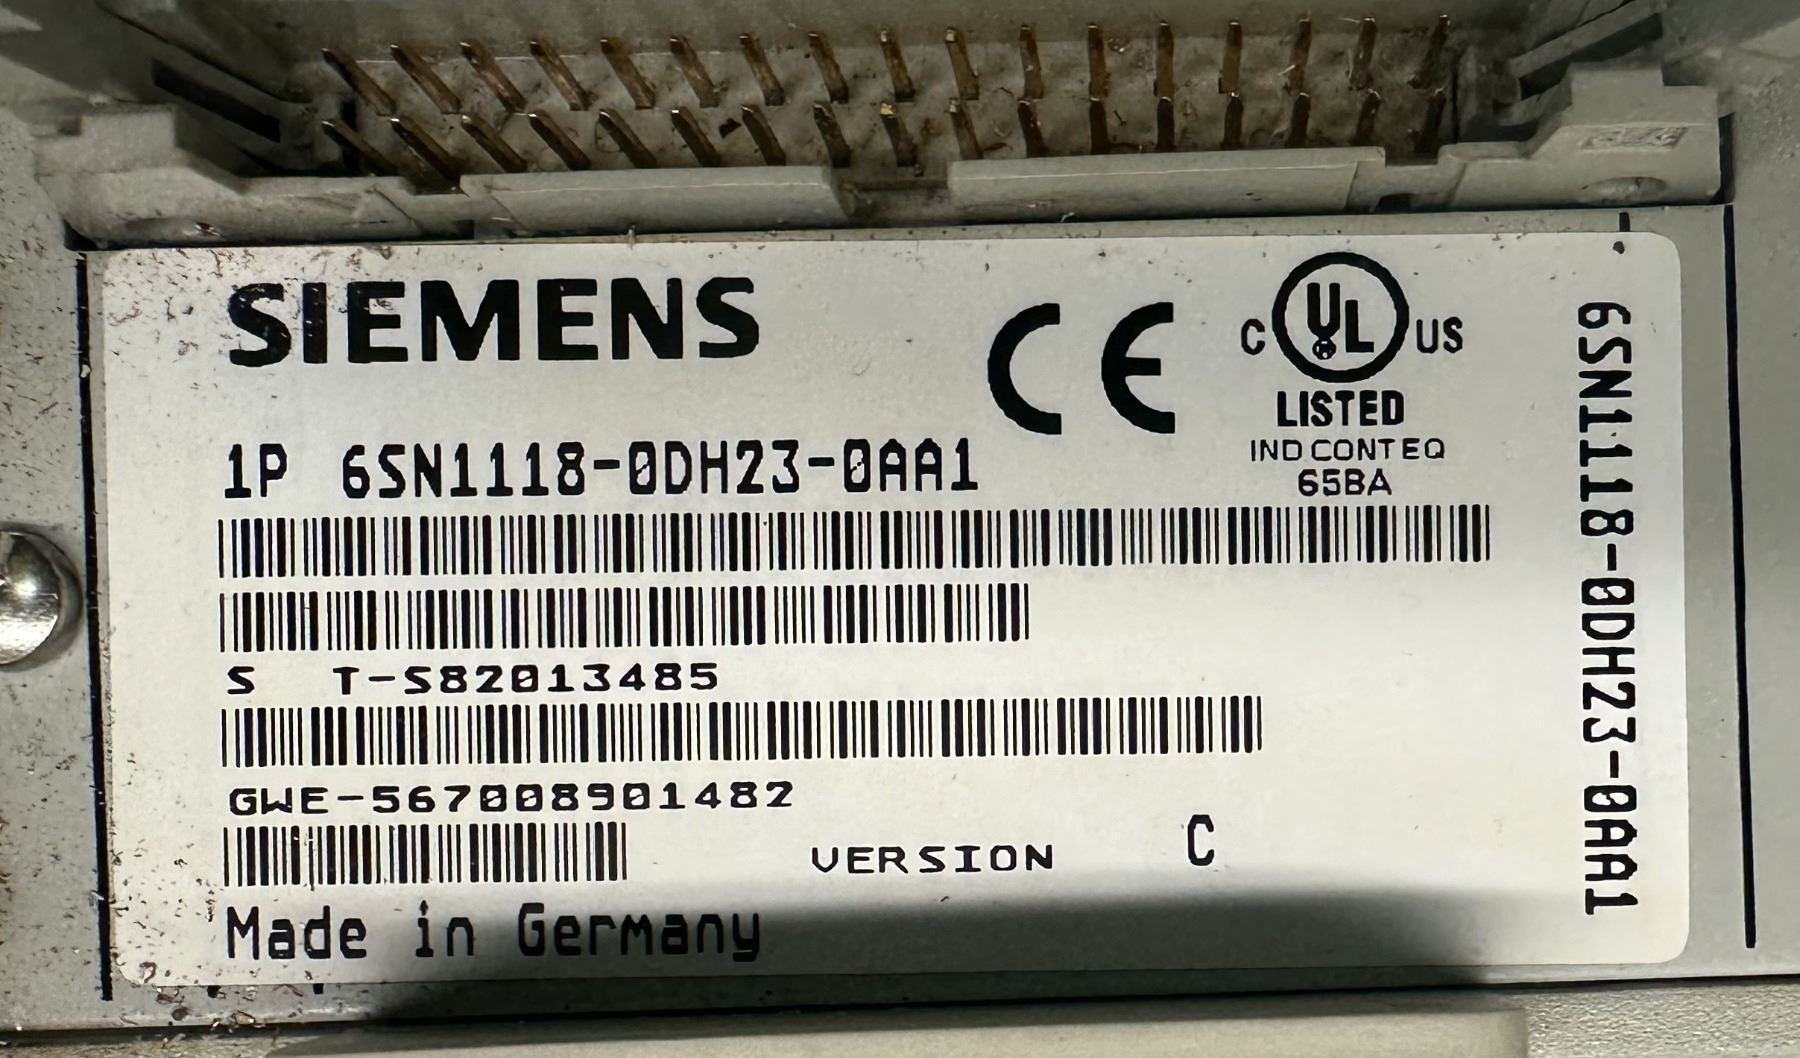 SIEMENS
CE
C UL US
LISTED
IND CONT EQ
65BA
1P 6SN1118-0DH23-0AA1
S T-S82013485
GWE-567008901482
VERSION C
Made in Germany
6SN1118-0DH23-0AA1